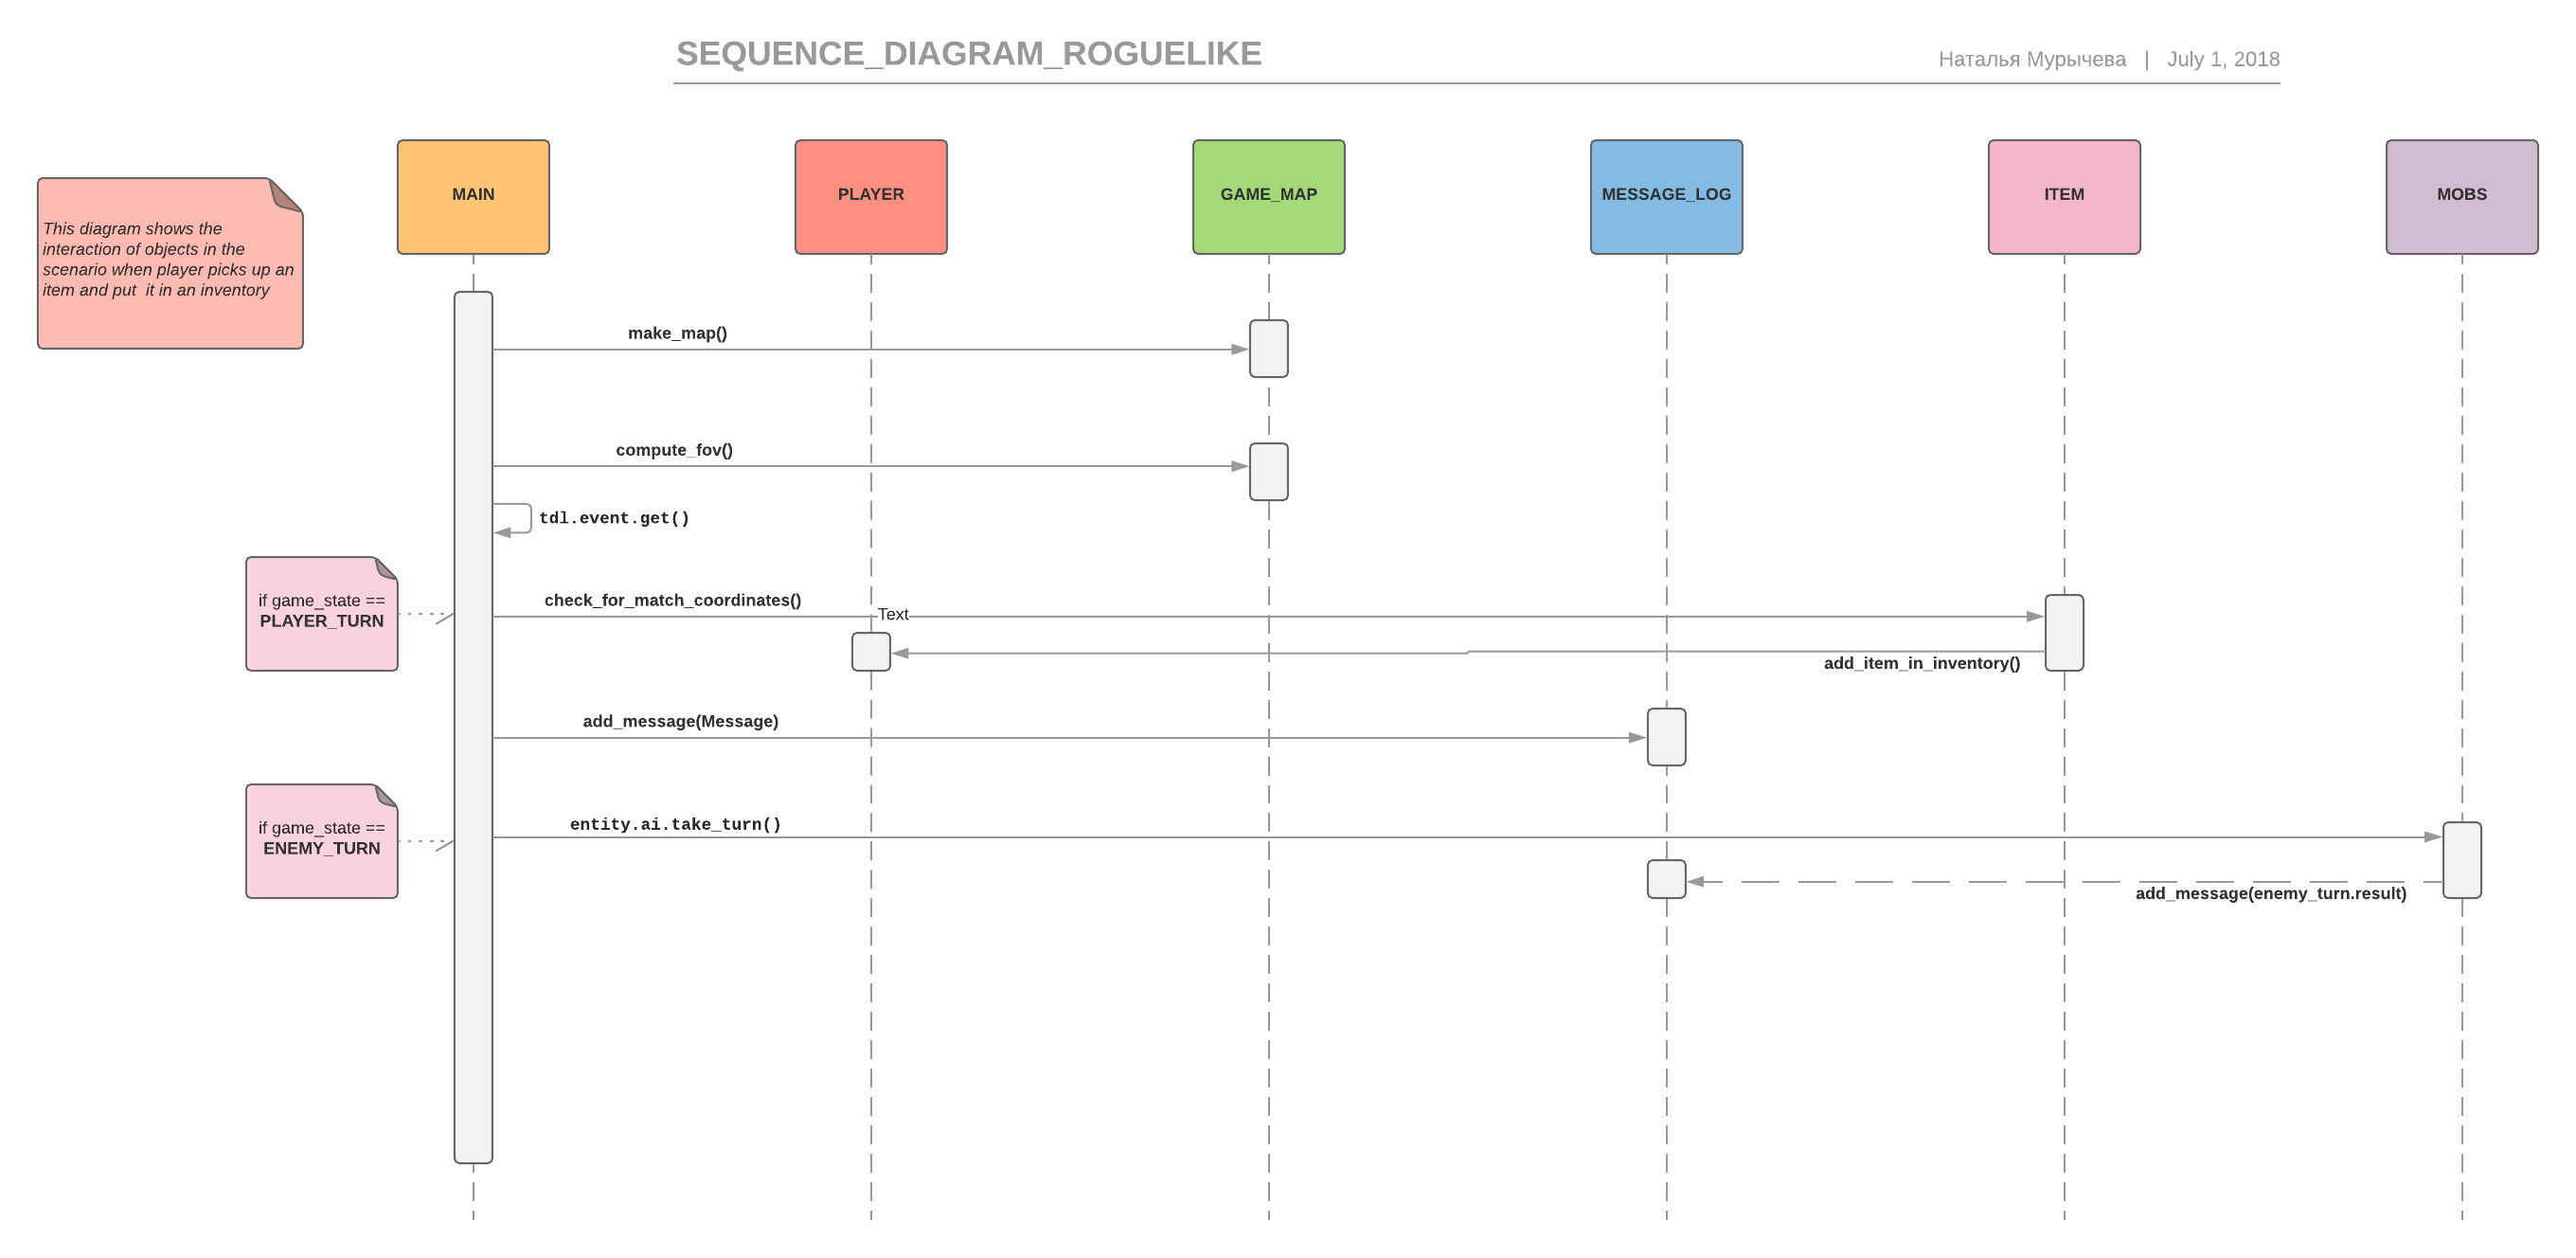 SEQUENCE_DIAGRAM_ROGUELIKE
Наталья Мурычева | July 1, 2018
MAIN
PLAYER
GAME_MAP
MESSAGE_LOG
ITEM
MOBS
This diagram shows the
interaction of objects in the
scenario when player picks up an
item and put  it in an inventory
make_map()
compute_fov()
tdl.event.get()
if game_state ==
PLAYER_TURN
check_for_match_coordinates()
Text
add_item_in_inventory()
add_message(Message)
if game_state ==
ENEMY_TURN
entity.ai.take_turn()
add_message(enemy_turn.result)